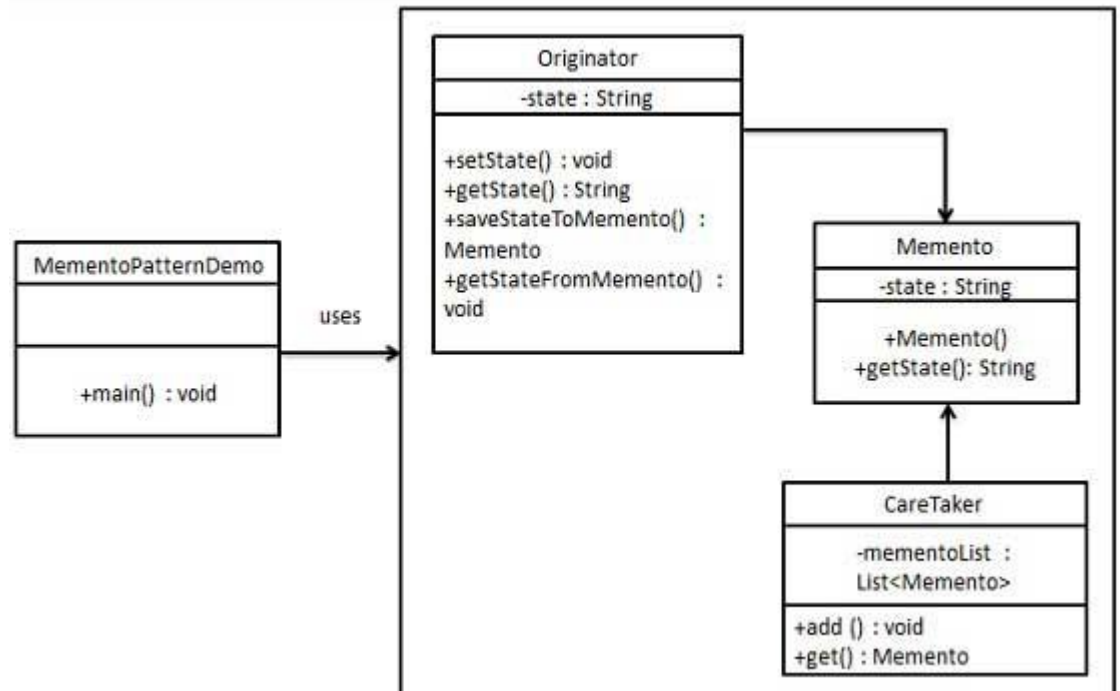 Originator
-state : String
+setState() : void
+getState() : String
+saveStateToMemento() :
Memento
+getStateFromMemento() :
void
MementoPatternDemo
+main() : void
uses
Memento
-state : String
+Memento()
+getState(): String
CareTaker
-mementoList :
List<Memento>
+add () : void
+get() : Memento